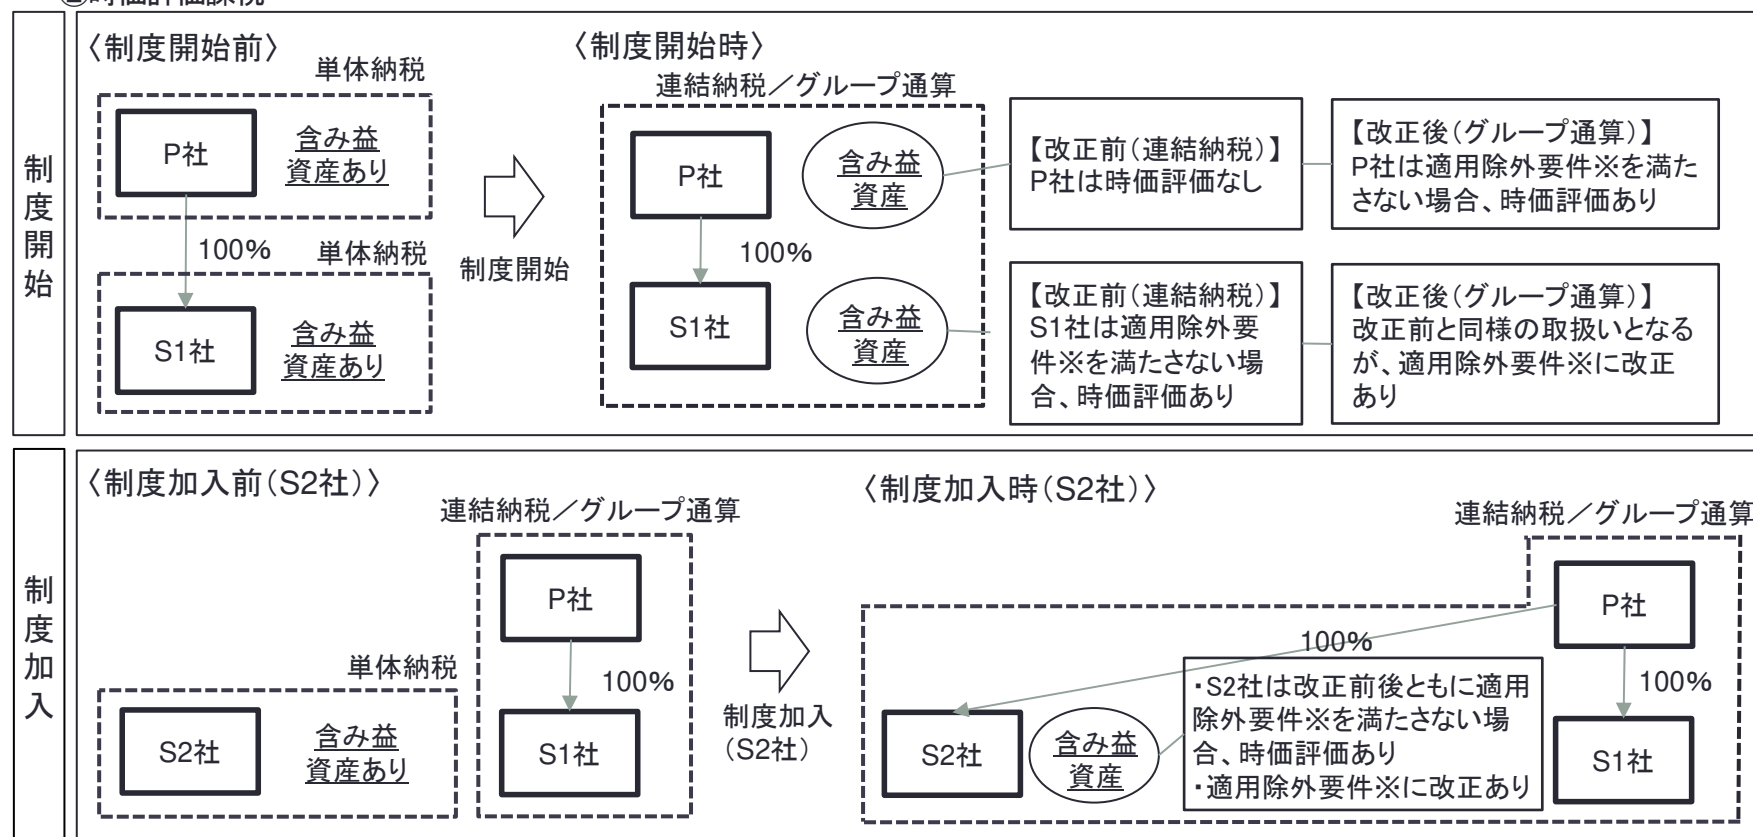 ②時価評価課税
制度開始
〈制度開始前〉
単体納税
P社
含み益
資産あり
100%
単体納税
S1社
含み益
資産あり
制度開始
〈制度開始時〉
連結納税／グループ通算
P社
含み益
資産
100%
S1社
含み益
資産
【改正前(連結納税)】
P社は時価評価なし
【改正後(グループ通算)】
P社は適用除外要件※を満た
さない場合、時価評価あり
【改正前(連結納税)】
S1社は適用除外要
件※を満たさない場
合、時価評価あり
【改正後(グループ通算)】
改正前と同様の取扱いとなる
が、適用除外要件※に改正
あり
制度加入
〈制度加入前(S2社)〉
連結納税／グループ通算
P社
100%
単体納税
S2社
含み益
資産あり
S1社
制度加入
(S2社)
〈制度加入時(S2社)〉
連結納税／グループ通算
P社
100%
100%
S2社
含み益
資産
・S2社は改正前後ともに適用
除外要件※を満たさない場
合、時価評価あり
・適用除外要件※に改正あり
S1社